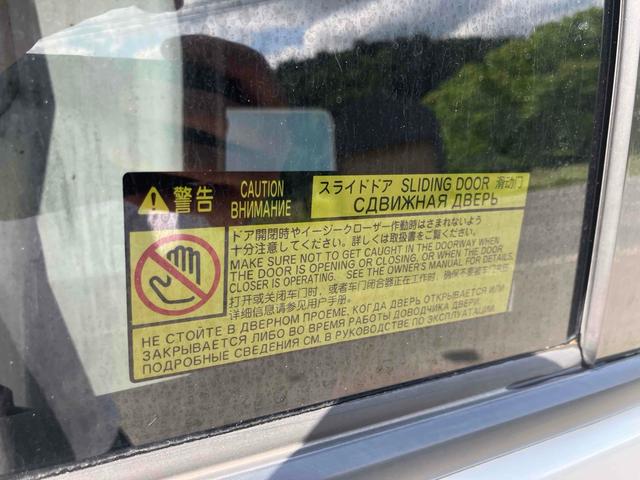 警告
CAUTION
ВНИМАНИЕ
スライドドア SLIDING DOOR 滑动门
СДВИЖНАЯ ДВЕРЬ
ドア開閉時やイージークローザー作動時はさまれないよう
十分注意してください。詳しくは取扱書をご覧ください。
MAKE SURE NOT TO GET CAUGHT IN THE DOORWAY WHEN
THE DOOR IS OPENING OR CLOSING, OR WHEN THE DOOR
CLOSER IS OPERATING. SEE THE OWNER'S MANUAL FOR DETAILS.
打开或关闭车门时，或者车门闭合器正在工作时，确保不要被车门夹住
详细信息请参见用户手册。
НЕ СТОЙТЕ В ДВЕРНОМ ПРОЕМЕ, КОГДА ДВЕРЬ ОТКРЫВАЕТСЯ ИЛИ
ЗАКРЫВАЕТСЯ ЛИБО ВО ВРЕМЯ РАБОТЫ ДОВОДЧИКА ДВЕРИ.
ПОДРОБНЫЕ СВЕДЕНИЯ СМ. В РУКОВОДСТВЕ ПО ЭКСПЛУАТАЦИИ.